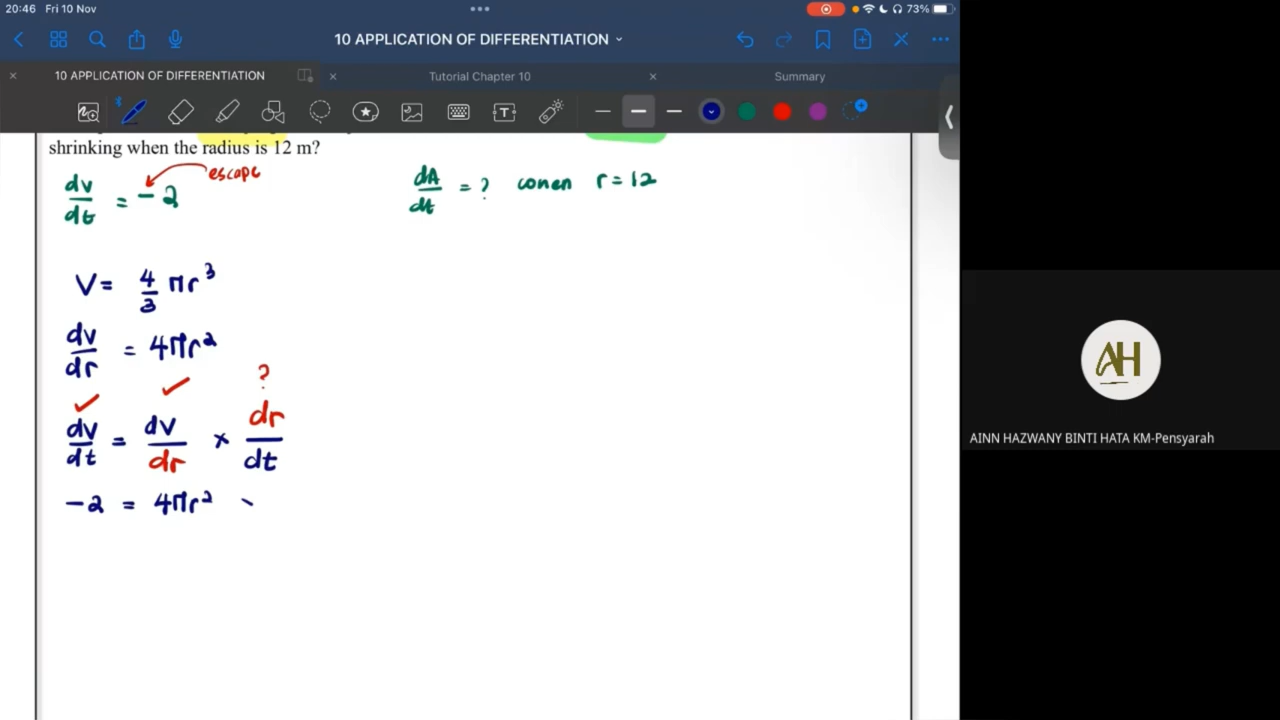 20:46 Fri 10 Nov
73%
10 APPLICATION OF DIFFERENTIATION
10 APPLICATION OF DIFFERENTIATION
Tutorial Chapter 10
Summary
shrinking when the radius is 12 m?
escape
dv/dt = -2
dA/dt = ? when r = 12
V = 4/3 πr³
dv/dr = 4πr²
?
dv/dt = dv/dr × dr/dt
-2 = 4πr²
AH
AINN HAZWANY BINTI HATA KM-Pensyarah